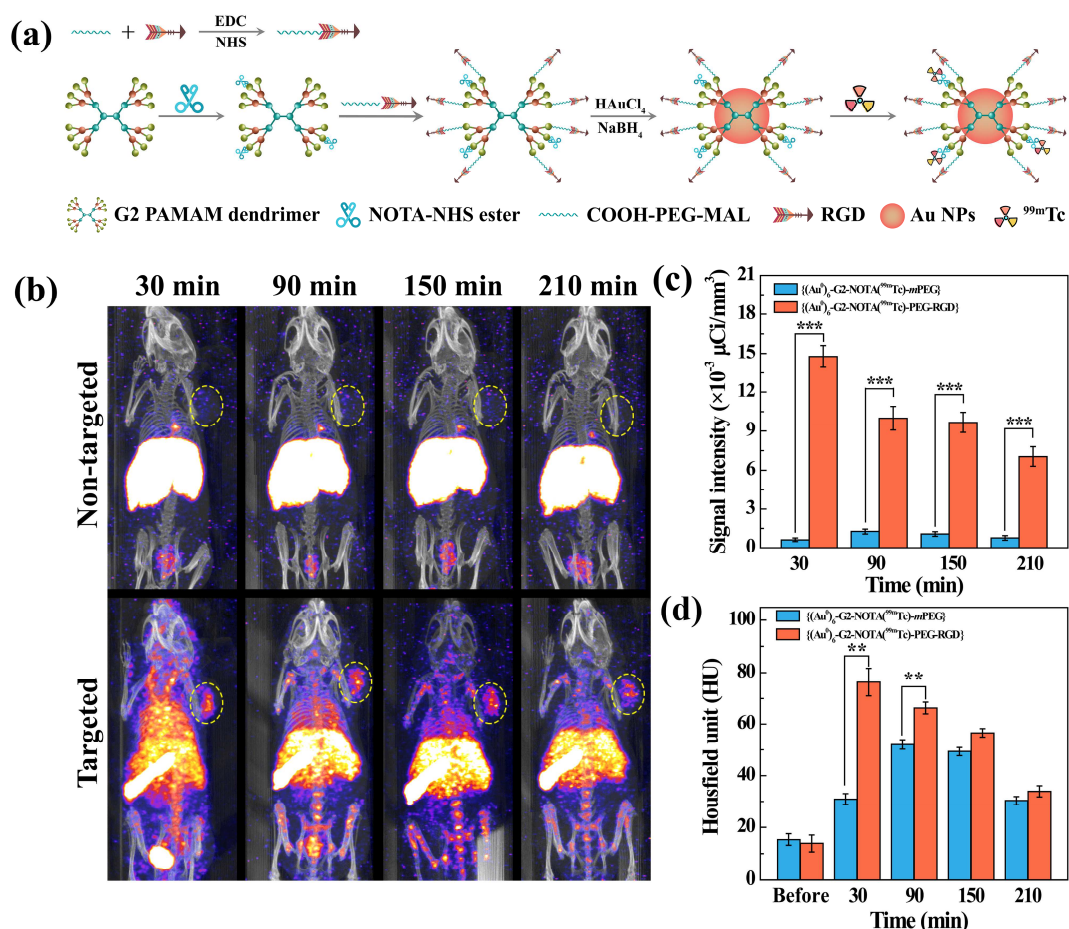 (a)
EDC
NHS
HAuCl₄
NaBH₄
G2 PAMAM dendrimer
NOTA-NHS ester
COOH-PEG-MAL
RGD
Au NPs
⁹⁹ᵐTc
(b)
30 min 90 min 150 min 210 min
Non-targeted
Targeted
(c)
Signal intensity (×10⁻³ μCi/mm³)
21
18
15
12
9
6
3
0
{(Au⁰)₆-G2-NOTA(⁹⁹ᵐTc)-mPEG}
{(Au⁰)₆-G2-NOTA(⁹⁹ᵐTc)-PEG-RGD}
***
***
***
***
30 90 150 210
Time (min)
(d)
Housfield unit (HU)
100
80
60
40
20
0
{(Au⁰)₆-G2-NOTA(⁹⁹ᵐTc)-mPEG}
{(Au⁰)₆-G2-NOTA(⁹⁹ᵐTc)-PEG-RGD}
**
**
Before 30 90 150 210
Time (min)